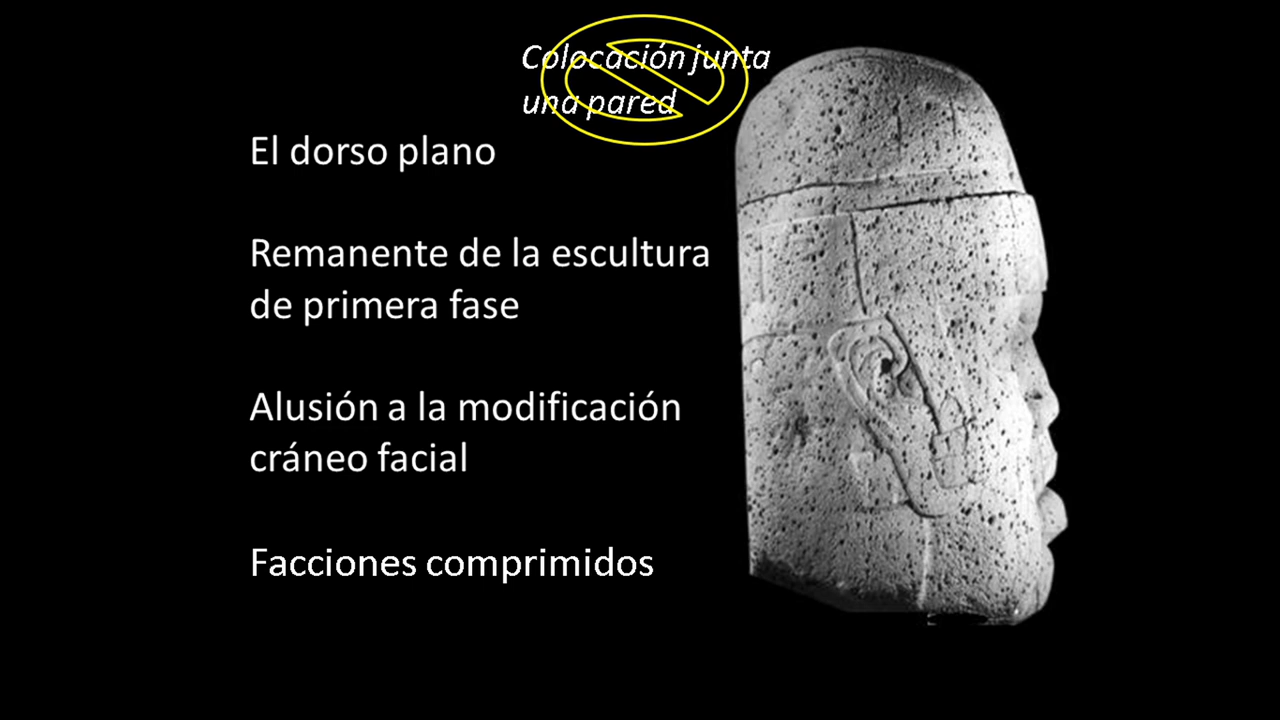 Colocación junta
una pared
El dorso plano
Remanente de la escultura
de primera fase
Alusión a la modificación
cráneo facial
Facciones comprimidos